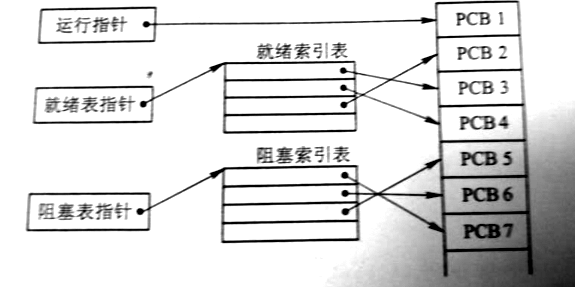 运行指针
就绪表指针
阻塞表指针
就绪索引表
阻塞索引表
PCB 1
PCB 2
PCB 3
PCB 4
PCB 5
PCB 6
PCB 7